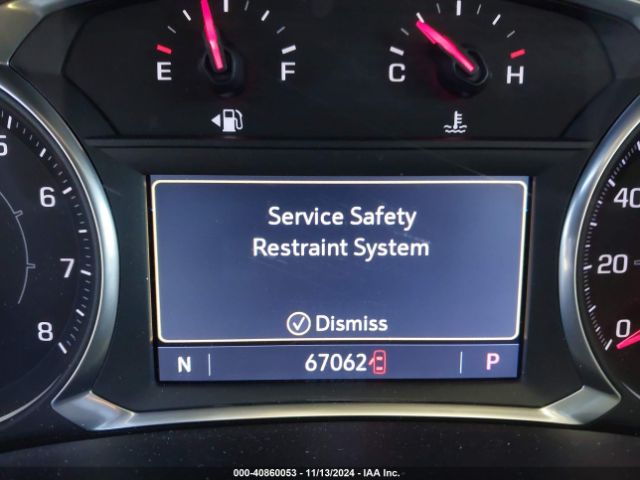 E F
C H
5
6
7
8
40
20
0
Service Safety
Restraint System
Dismiss
N 67062 P
000-40860053 - 11/13/2024 - IAA Inc.